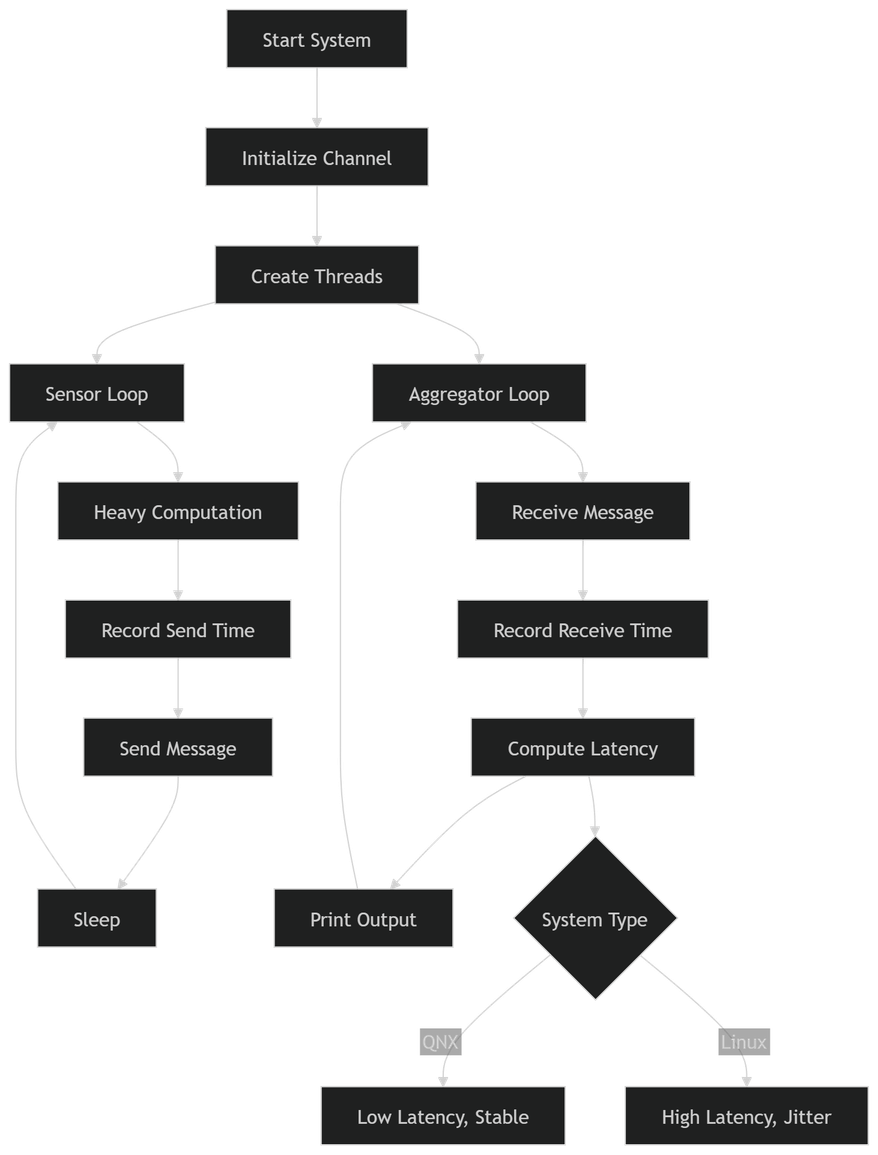 Start System
Initialize Channel
Create Threads
Sensor Loop
Aggregator Loop
Heavy Computation
Receive Message
Record Send Time
Record Receive Time
Send Message
Compute Latency
Sleep
Print Output
System Type
QNX
Linux
Low Latency, Stable
High Latency, Jitter